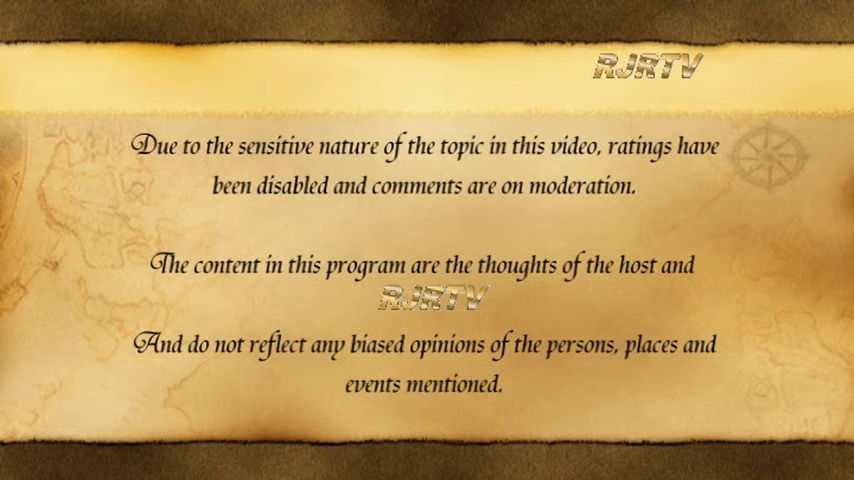 RJRTV
Due to the sensitive nature of the topic in this video, ratings have
been disabled and comments are on moderation.
The content in this program are the thoughts of the host and
RJRTV
And do not reflect any biased opinions of the persons, places and
events mentioned.